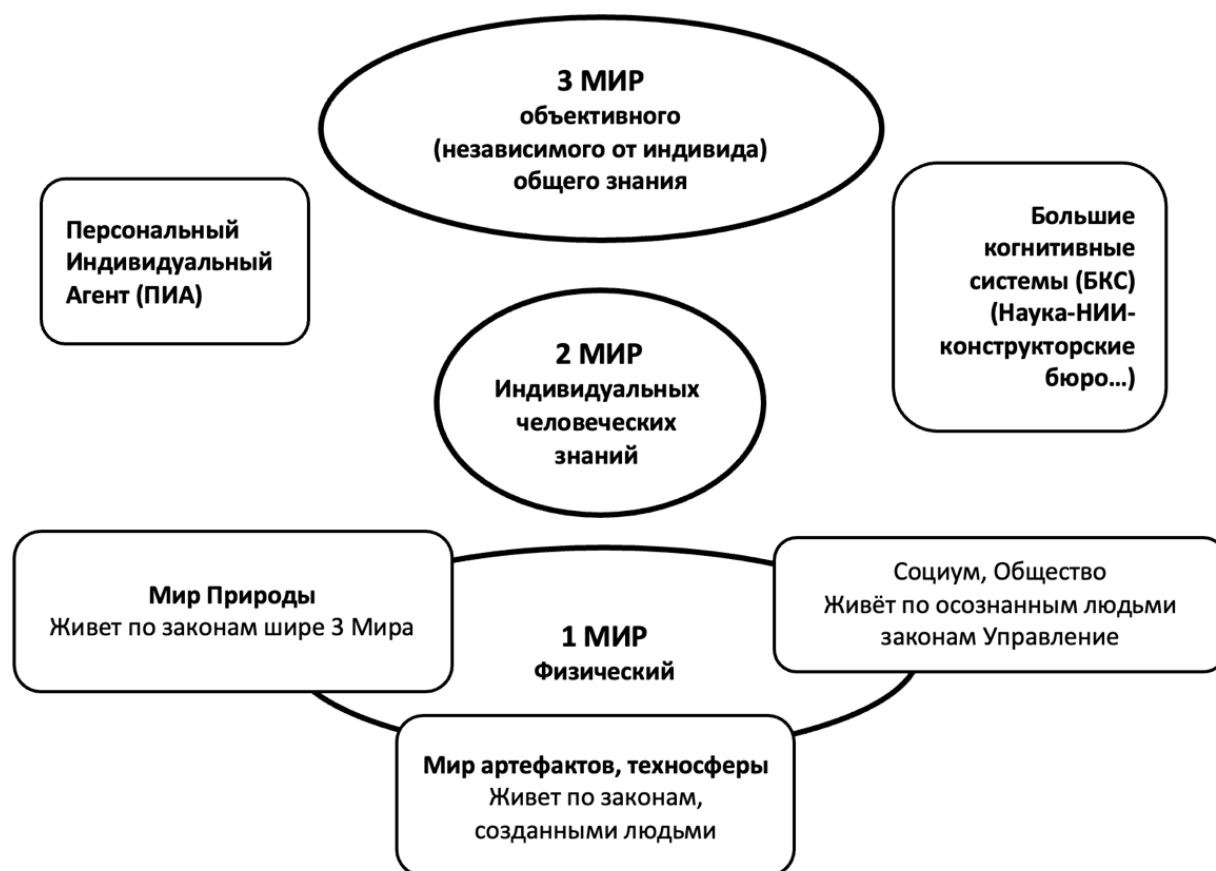 3 МИР
объективного
(независимого от индивида)
общего знания
Персональный
Индивидуальный
Агент (ПИА)
Большие
когнитивные
системы (БКС)
(Наука-НИИ-
конструкторские
бюро...)
2 МИР
Индивидуальных
человеческих
знаний
Мир Природы
Живет по законам шире 3 Мира
1 МИР
Физический
Социум, Общество
Живёт по осознанным людьми
законам Управление
Мир артефактов, техносферы
Живет по законам,
созданными людьми